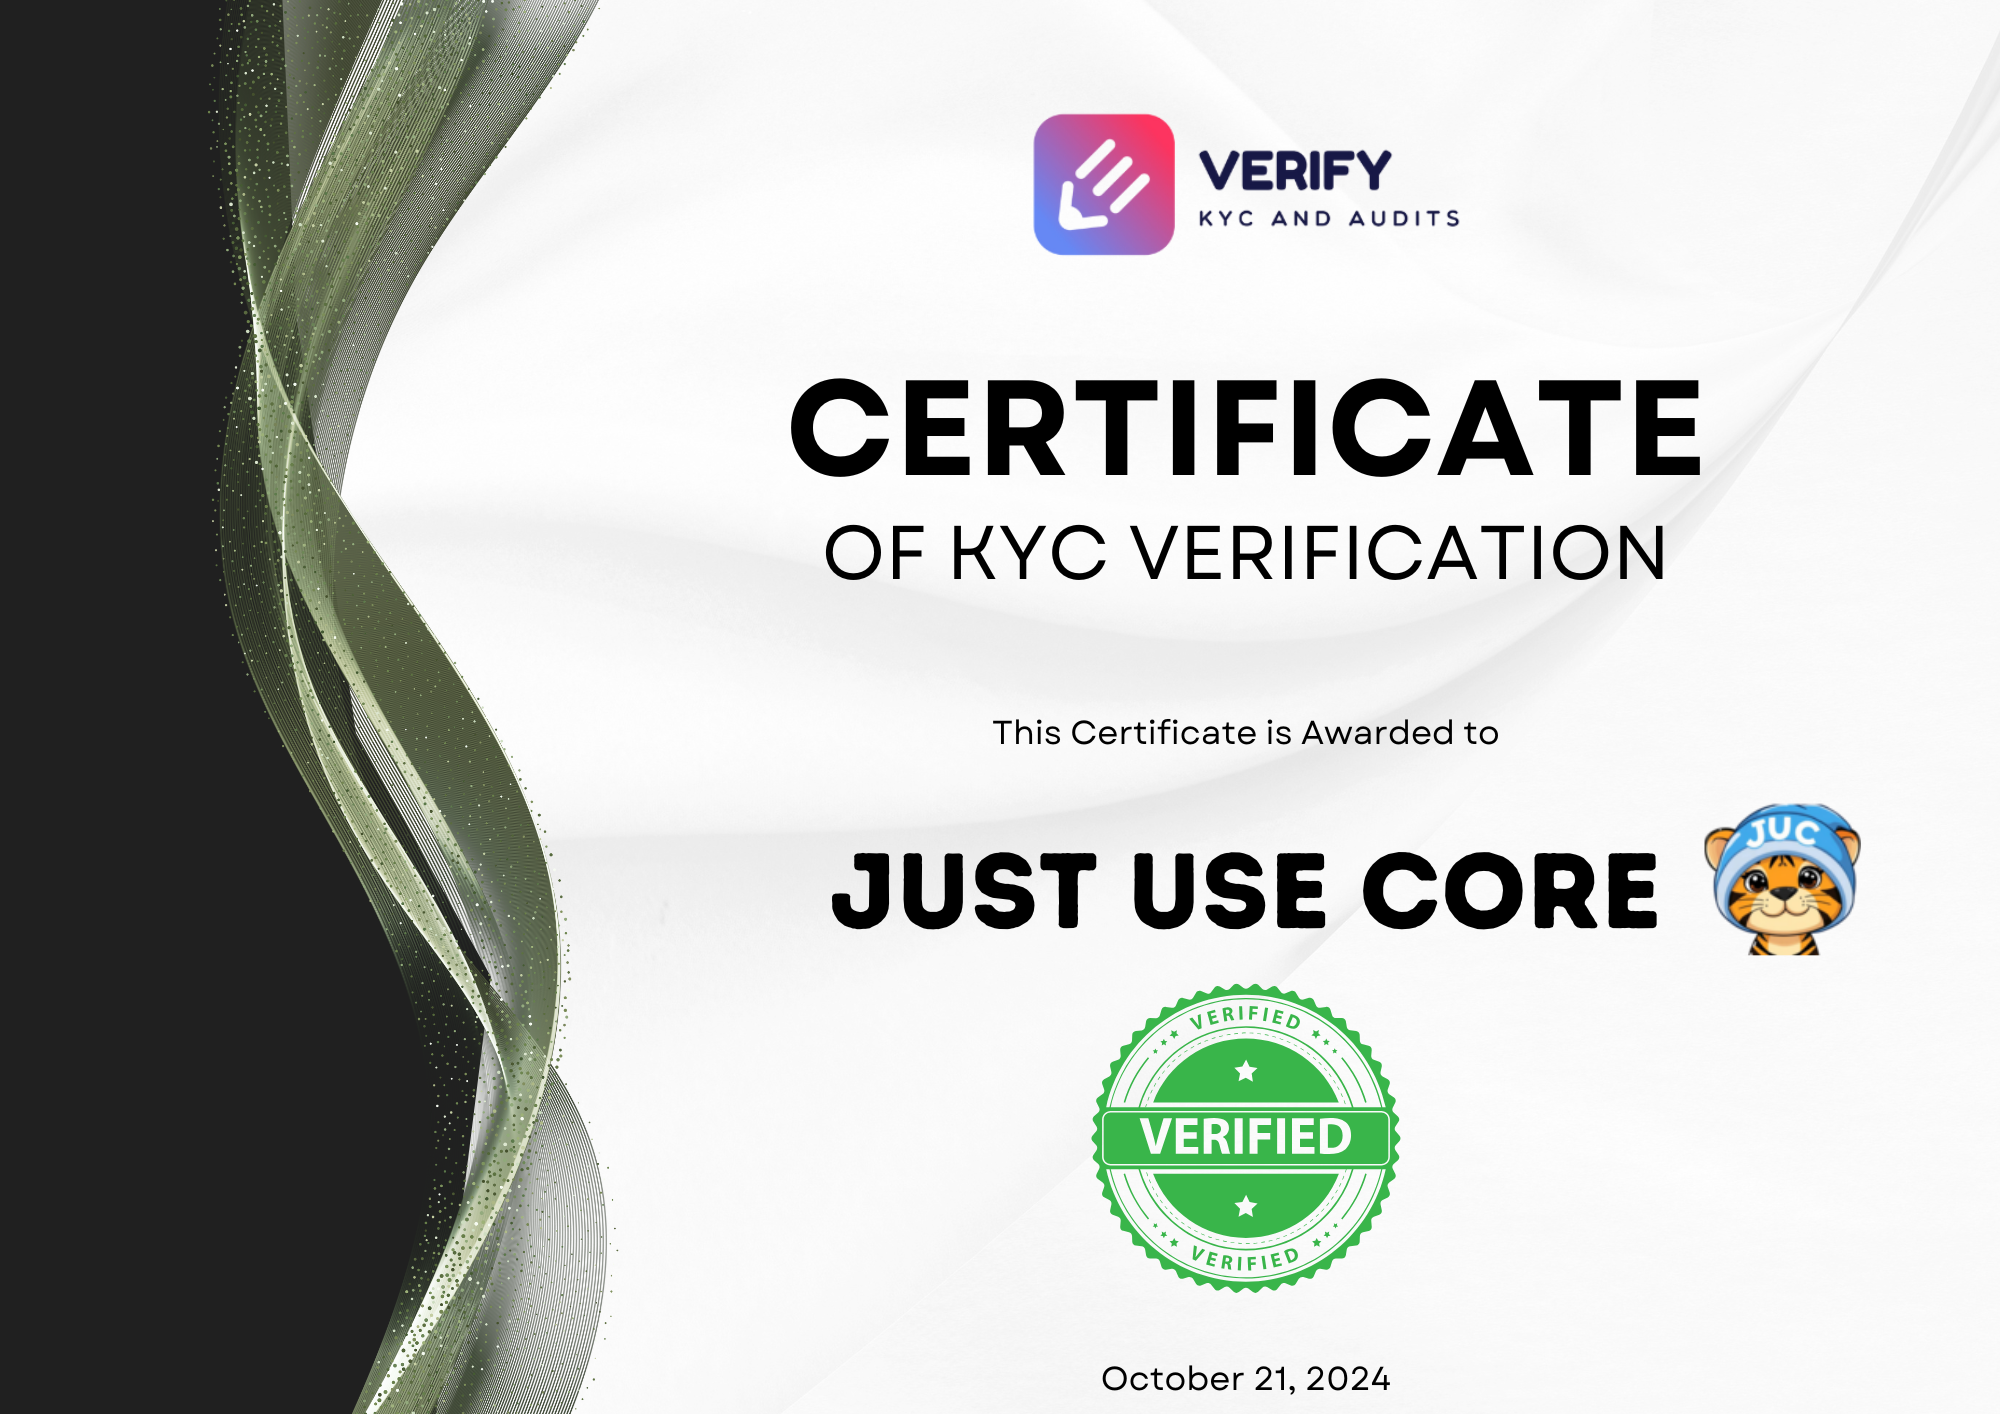 VERIFY
KYC AND AUDITS
CERTIFICATE
OF KYC VERIFICATION
This Certificate is Awarded to
JUC
JUST USE CORE
VERIFIED
VERIFIED
VERIFIED
October 21, 2024